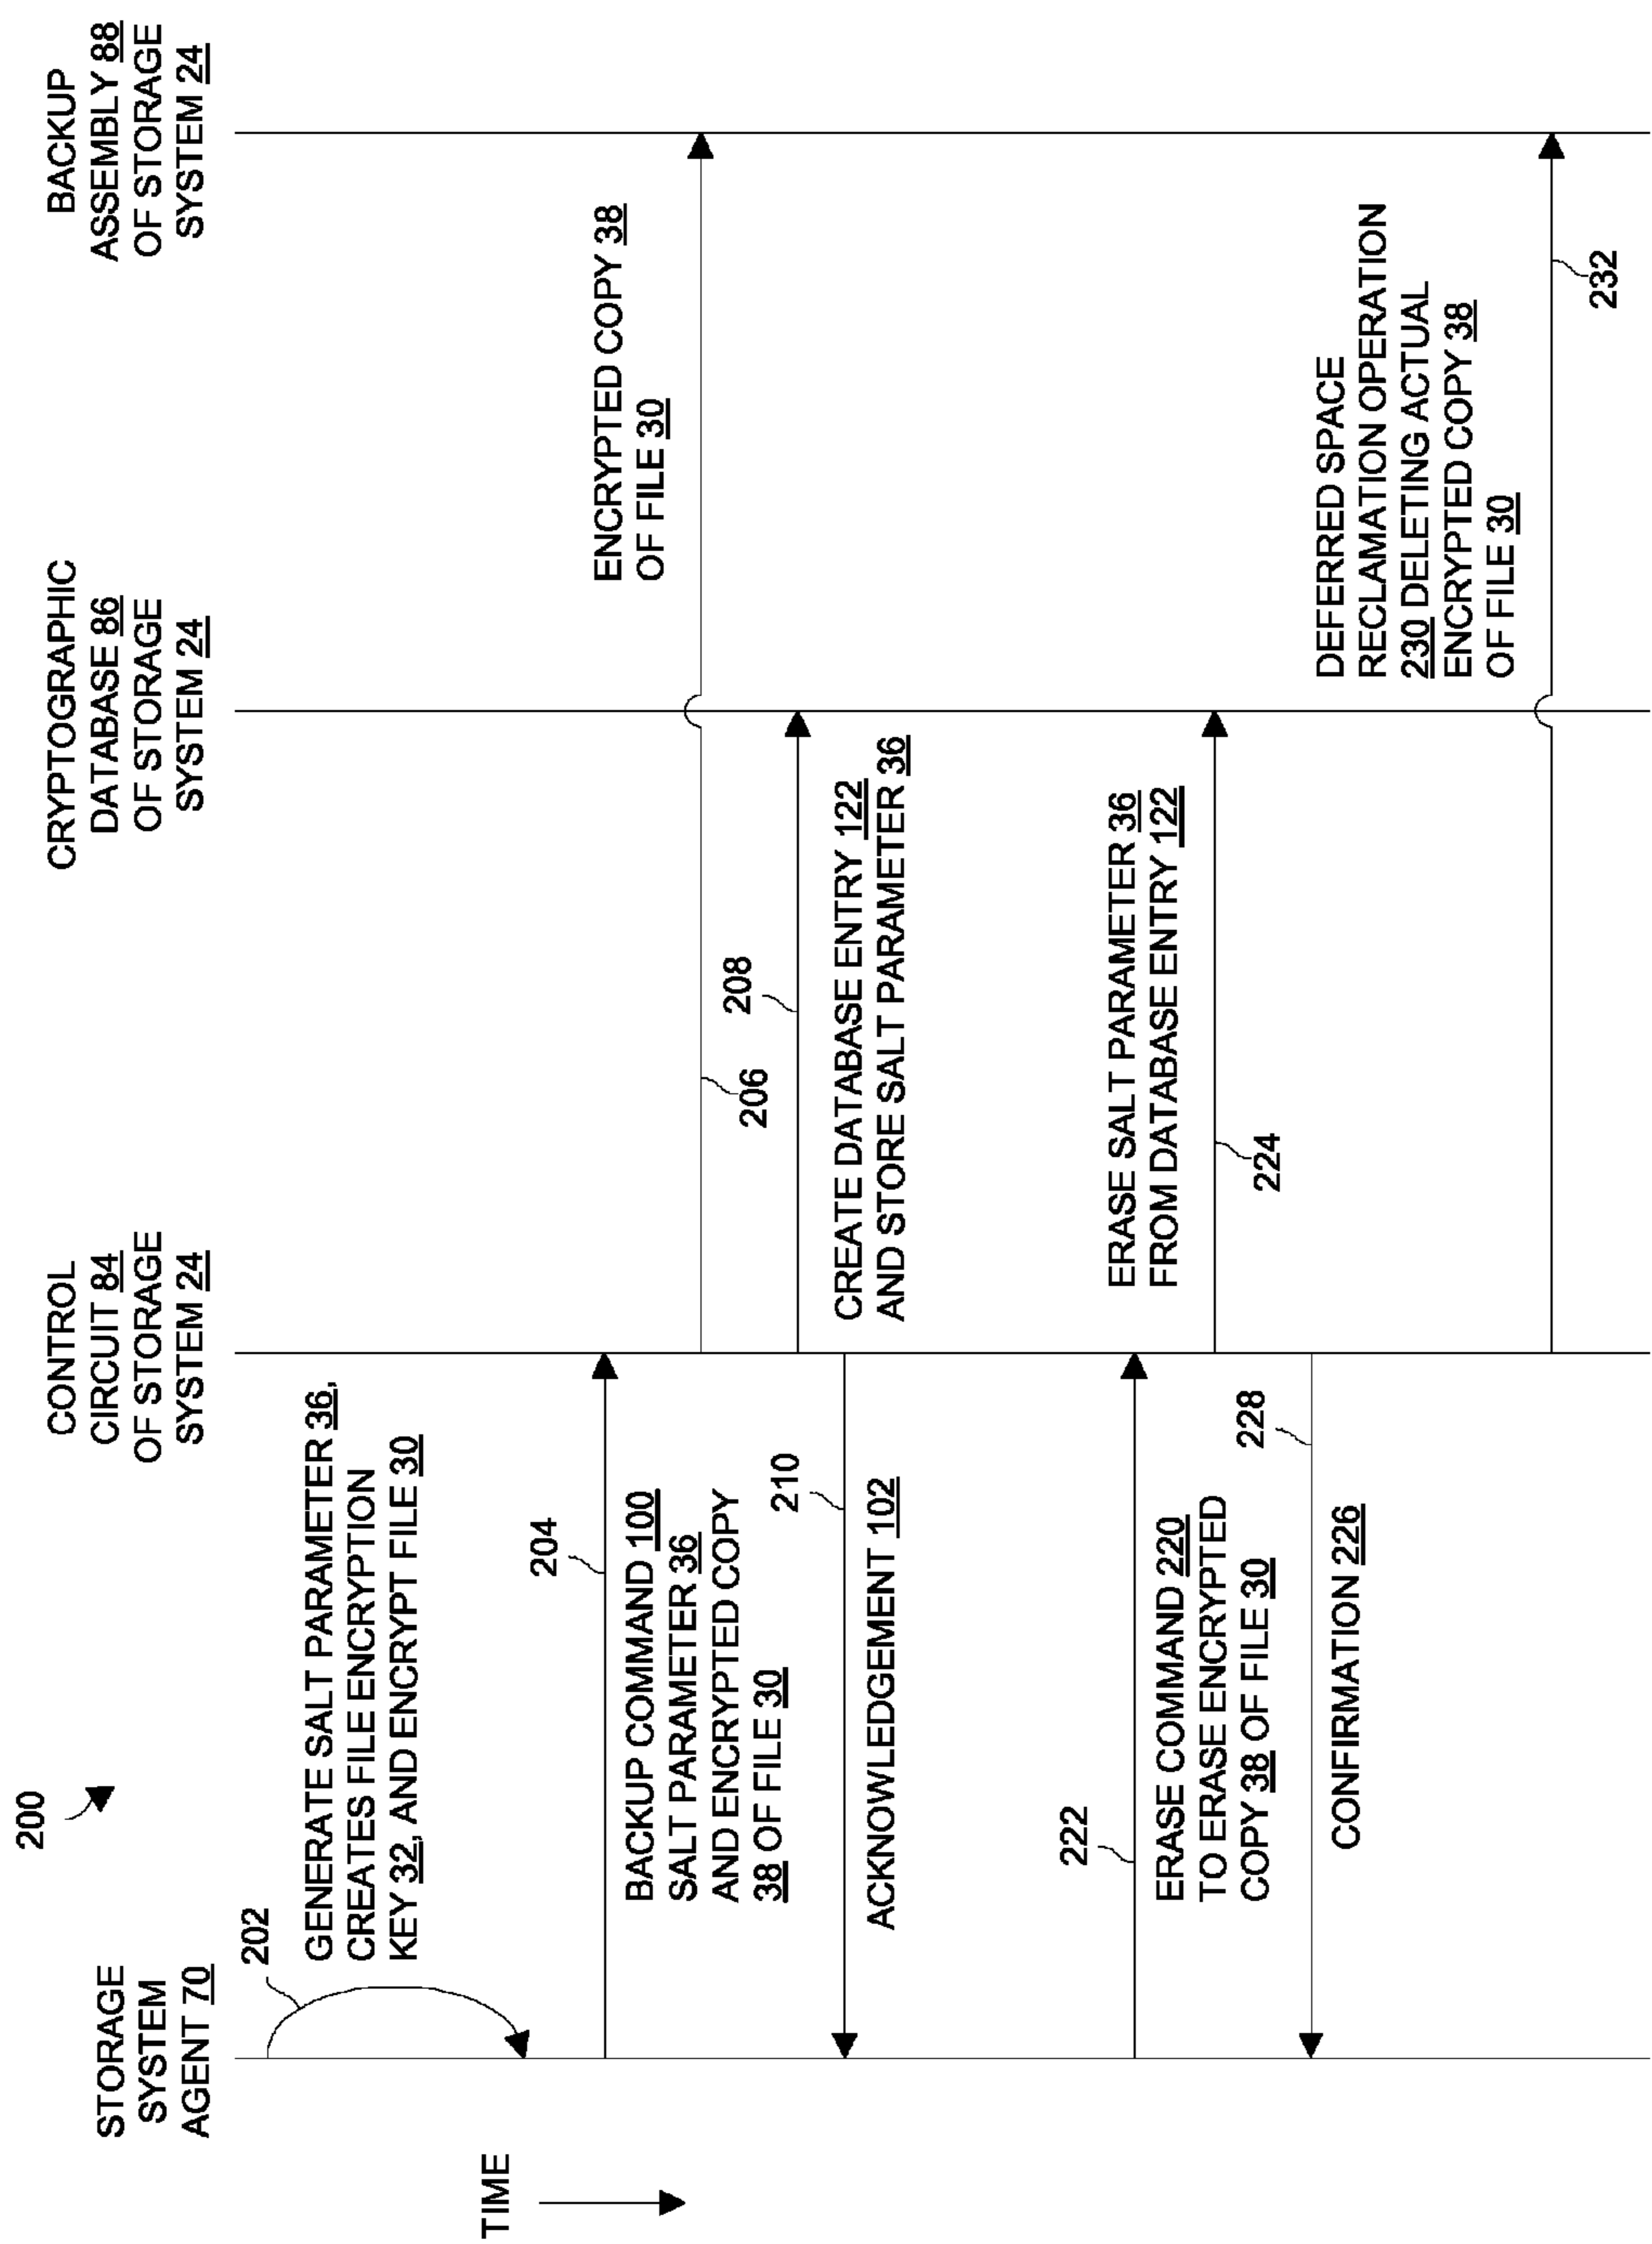 200
STORAGE
SYSTEM
AGENT 70
CONTROL
CIRCUIT 84
OF STORAGE
SYSTEM 24
CRYPTOGRAPHIC
DATABASE 86
OF STORAGE
SYSTEM 24
BACKUP
ASSEMBLY 88
OF STORAGE
SYSTEM 24
TIME
202
GENERATE SALT PARAMETER 36,
CREATES FILE ENCRYPTION
KEY 32, AND ENCRYPT FILE 30
204
BACKUP COMMAND 100
SALT PARAMETER 36
AND ENCRYPTED COPY
38 OF FILE 30
ENCRYPTED COPY 38
OF FILE 30
206
208
CREATE DATABASE ENTRY 122
AND STORE SALT PARAMETER 36
210
ACKNOWLEDGEMENT 102
222
ERASE COMMAND 220
TO ERASE ENCRYPTED
COPY 38 OF FILE 30
ERASE SALT PARAMETER 36
FROM DATABASE ENTRY 122
224
228
CONFIRMATION 226
DEFERRED SPACE
RECLAMATION OPERATION
230 DELETING ACTUAL
ENCRYPTED COPY 38
OF FILE 30
232